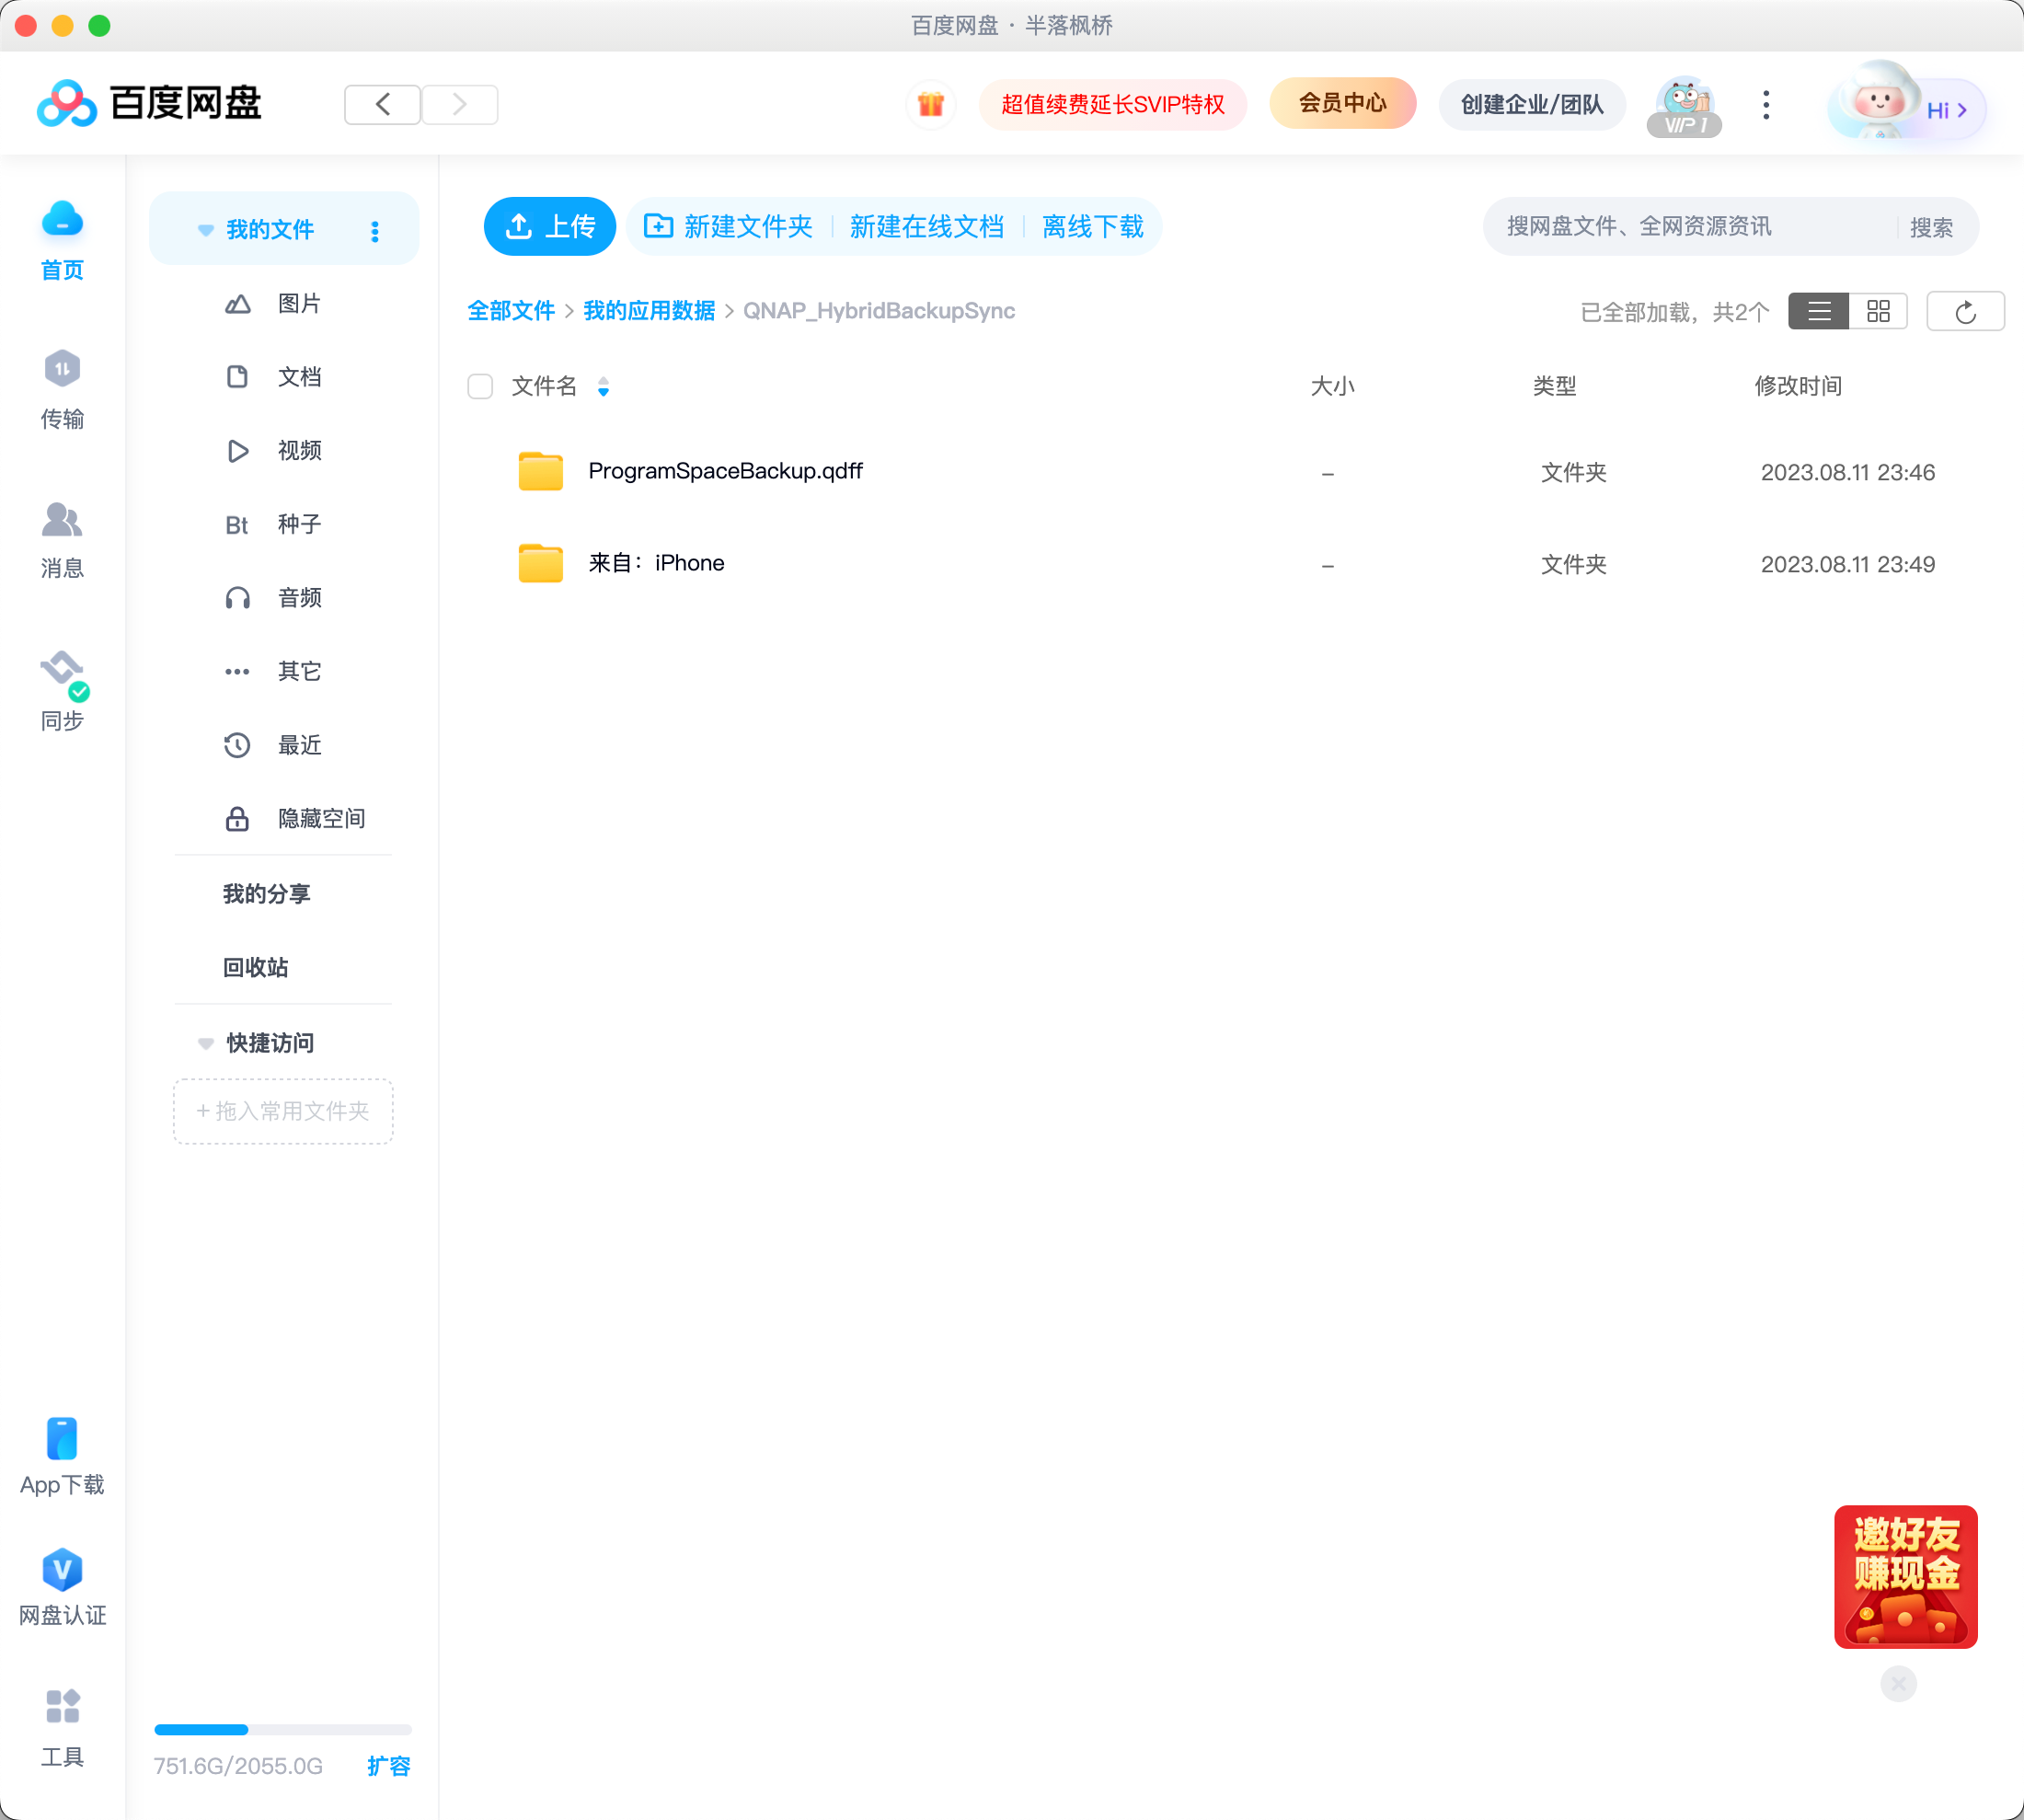 百度网盘 · 半落枫桥
百度网盘
超值续费延长SVIP特权
会员中心
创建企业/团队
VIP 1
Hi
首页
传输
消息
同步
App下载
网盘认证
工具
我的文件
图片
文档
视频
Bt 种子
音频
其它
最近
隐藏空间
我的分享
回收站
快捷访问
+ 拖入常用文件夹
751.6G/2055.0G 扩容
上传 新建文件夹 新建在线文档 离线下载
搜网盘文件、全网资源资讯 搜索
全部文件 > 我的应用数据 > QNAP_HybridBackupSync
已全部加载，共2个
文件名 大小 类型 修改时间
ProgramSpaceBackup.qdff – 文件夹 2023.08.11 23:46
来自：iPhone – 文件夹 2023.08.11 23:49
邀好友
赚现金